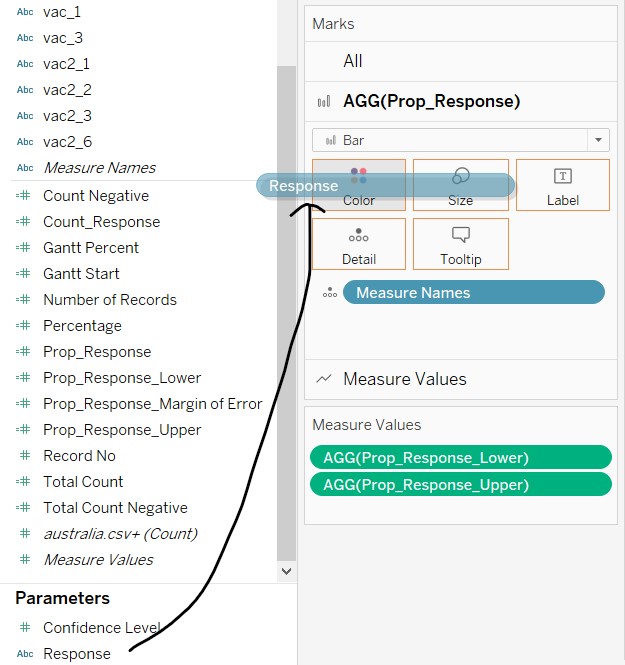 Abc vac_1
Abc vac_3
Abc vac2_1
Abc vac2_2
Abc vac2_3
Abc vac2_6
Abc Measure Names
Count Negative
Count_Response
Gantt Percent
Gantt Start
Number of Records
Percentage
Prop_Response
Prop_Response_Lower
Prop_Response_Margin of Error
Prop_Response_Upper
Record No
Total Count
Total Count Negative
australia.csv+ (Count)
Measure Values
Parameters
Confidence Level
Abc Response
Marks
All
AGG(Prop_Response)
Bar
Response
Color
Size
T
Label
Detail
Tooltip
Measure Names
Measure Values
Measure Values
AGG(Prop_Response_Lower)
AGG(Prop_Response_Upper)